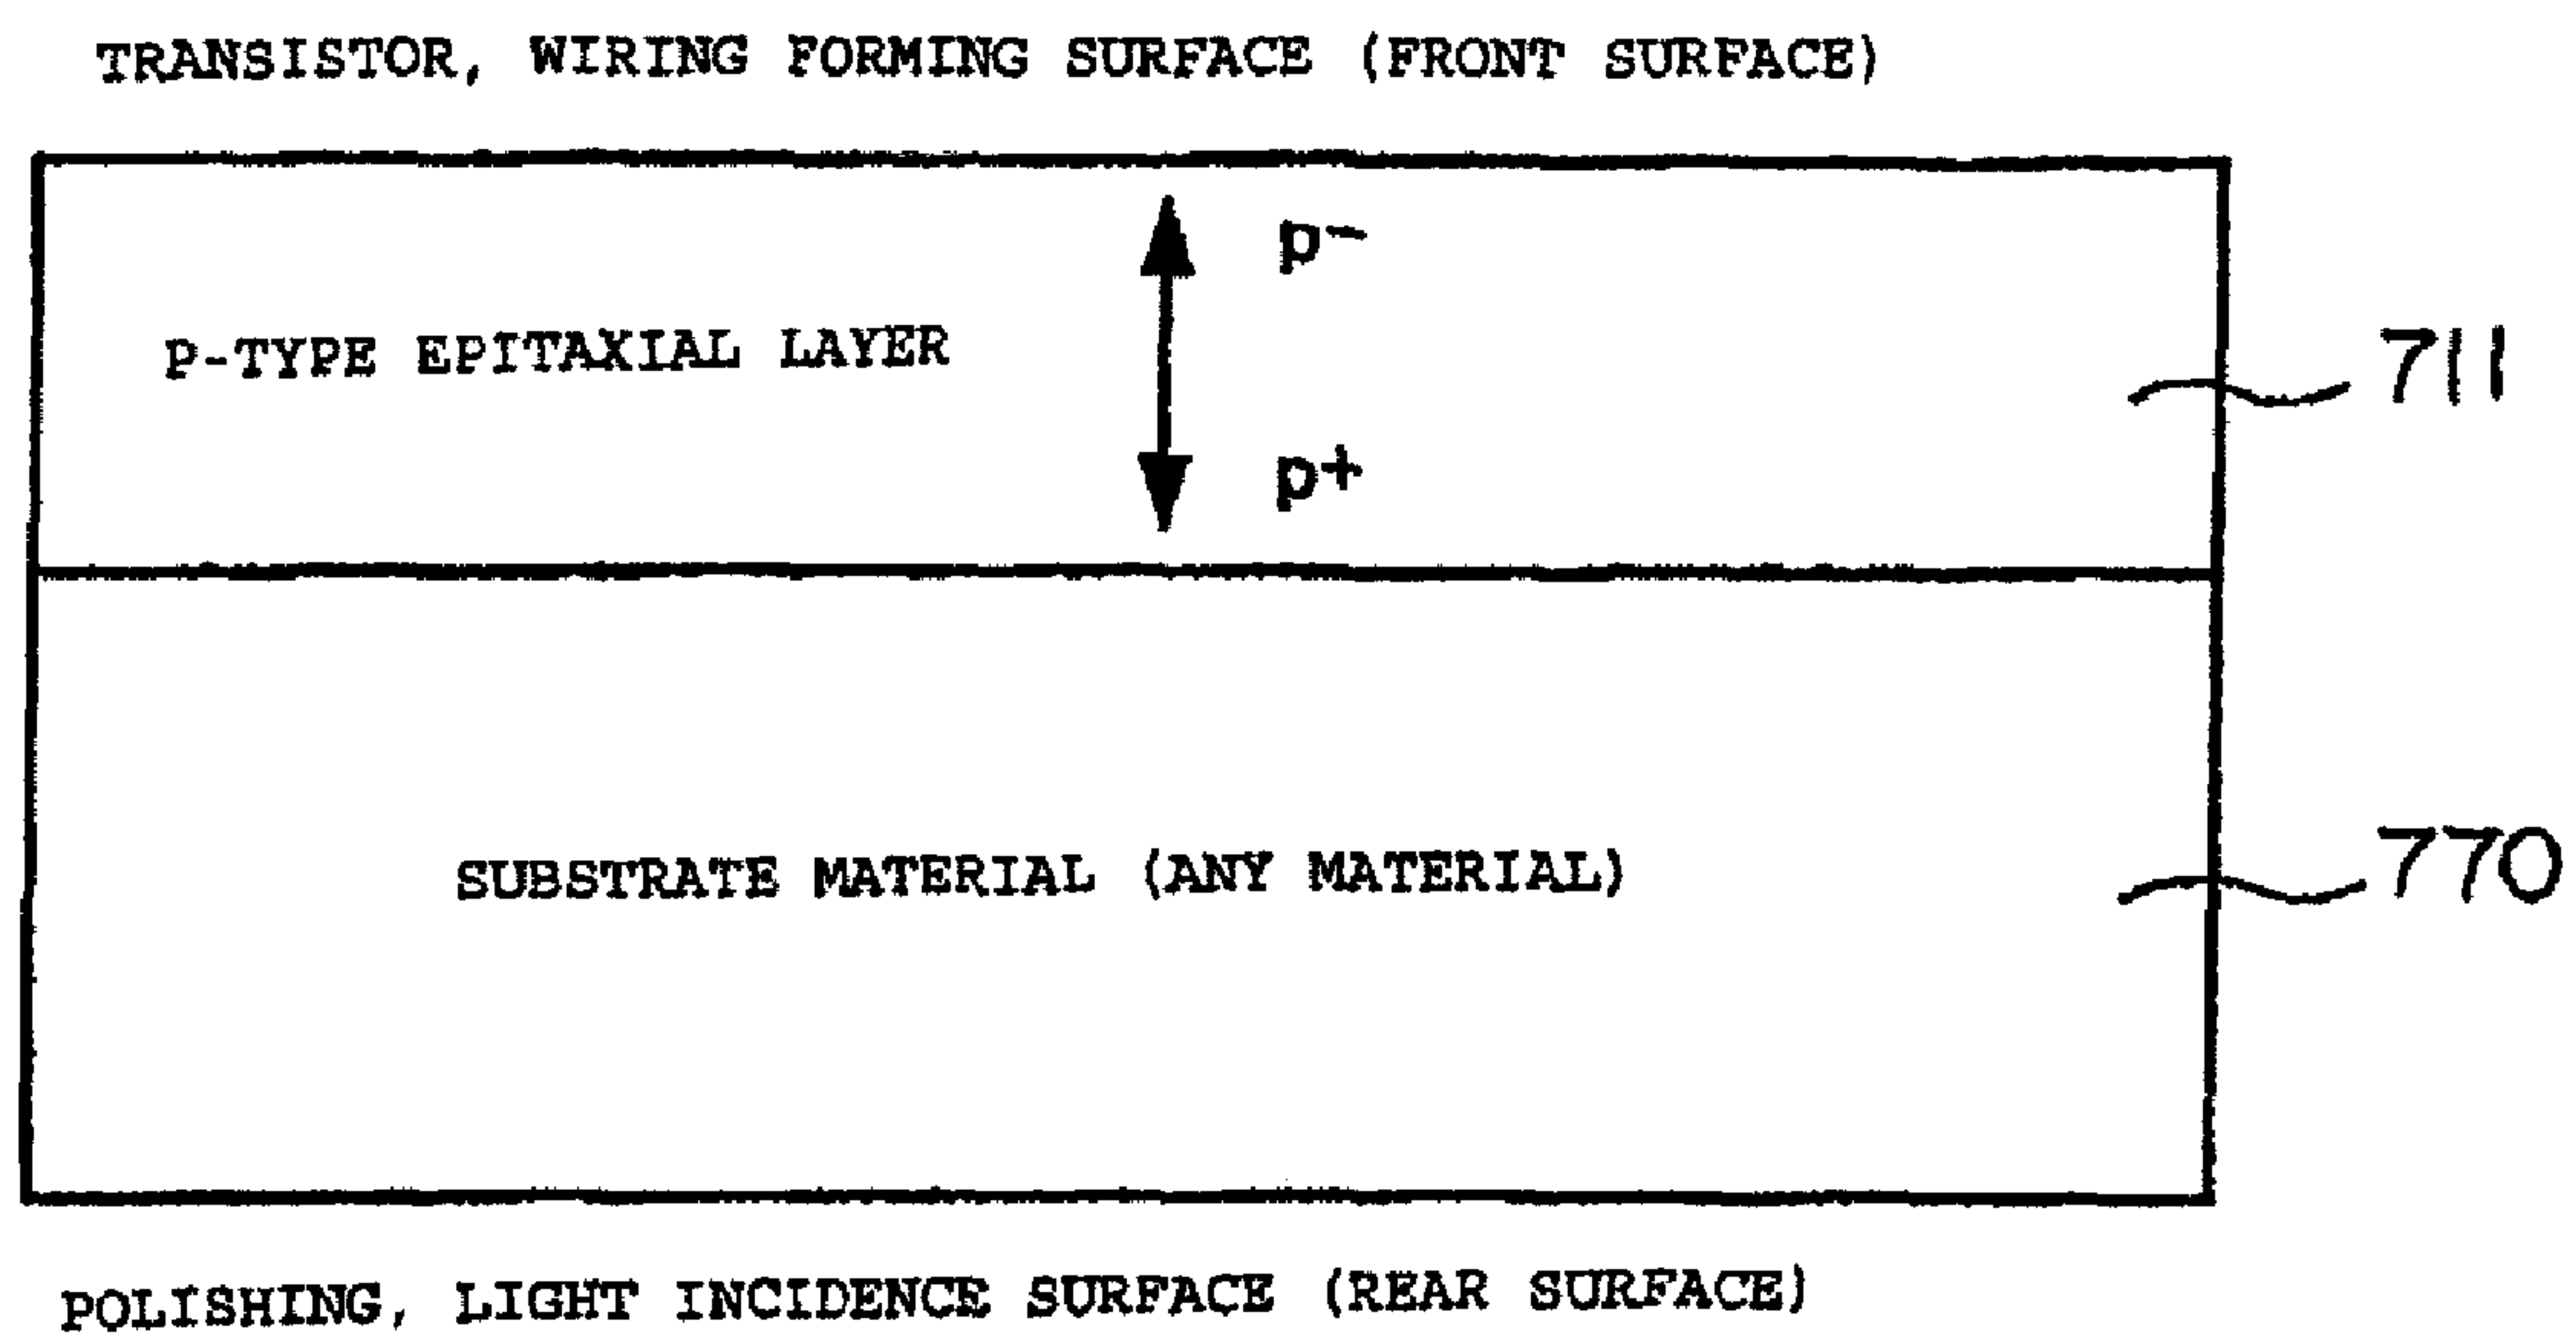 TRANSISTOR, WIRING FORMING SURFACE (FRONT SURFACE)
p-
P-TYPE EPITAXIAL LAYER
711
p+
SUBSTRATE MATERIAL (ANY MATERIAL)
770
POLISHING, LIGHT INCIDENCE SURFACE (REAR SURFACE)